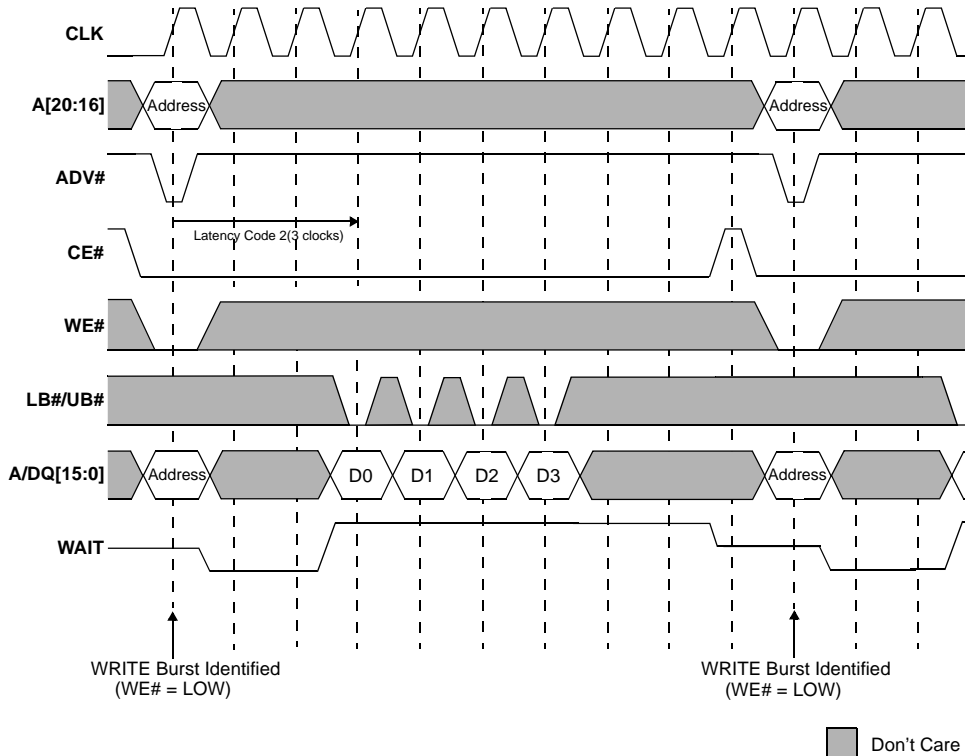 CLK
A[20:16] Address Address
ADV#
Latency Code 2(3 clocks)
CE#
WE#
LB#/UB#
A/DQ[15:0] Address D0 D1 D2 D3 Address
WAIT
WRITE Burst Identified
(WE# = LOW)
WRITE Burst Identified
(WE# = LOW)
Don't Care